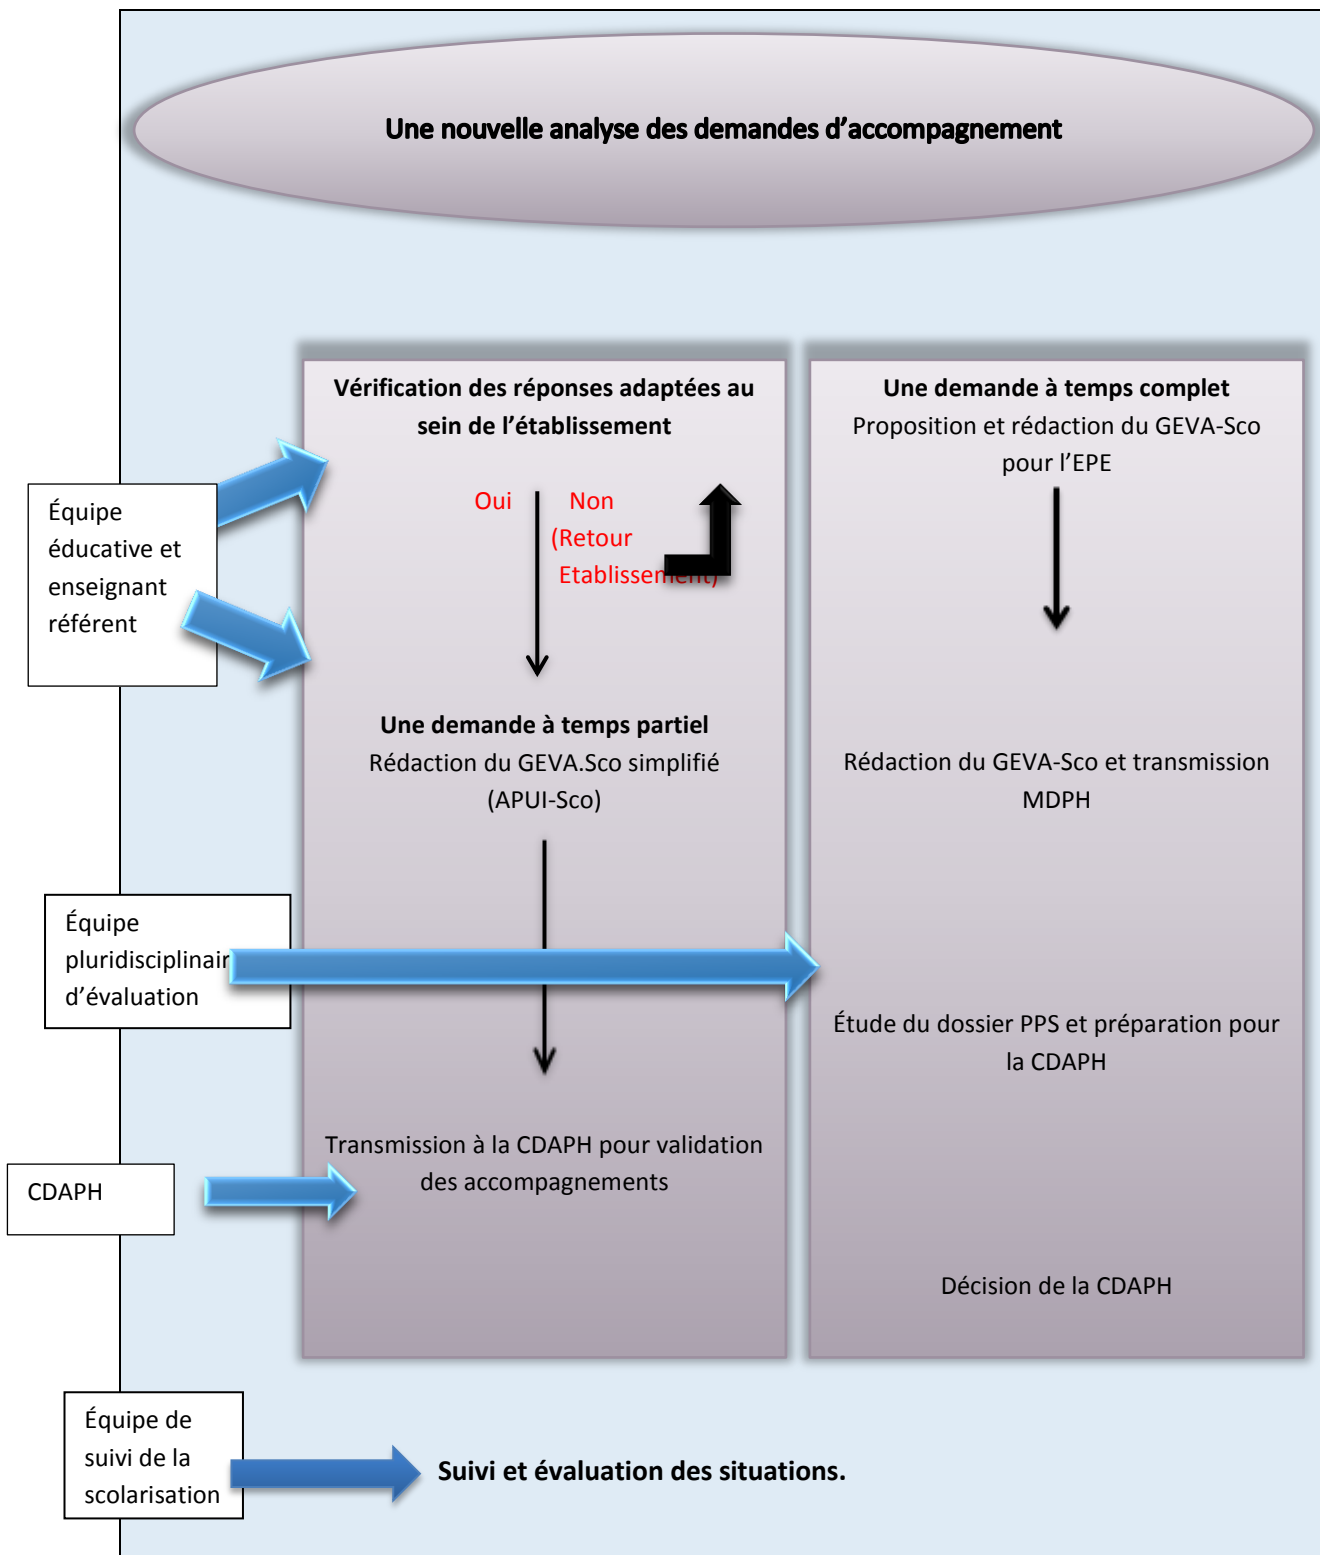 Une nouvelle analyse des demandes d'accompagnement
Vérification des réponses adaptées au
sein de l'établissement
Oui
Non
(Retour
Etablissement)
Une demande à temps partiel
Rédaction du GEVA.Sco simplifié
(APUI-Sco)
Transmission à la CDAPH pour validation
des accompagnements
Une demande à temps complet
Proposition et rédaction du GEVA-Sco
pour l'EPE
Rédaction du GEVA-Sco et transmission
MDPH
Étude du dossier PPS et préparation pour
la CDAPH
Décision de la CDAPH
Équipe
éducative et
enseignant
référent
Équipe
pluridisciplinair
d'évaluation
CDAPH
Équipe de
suivi de la
scolarisation
Suivi et évaluation des situations.